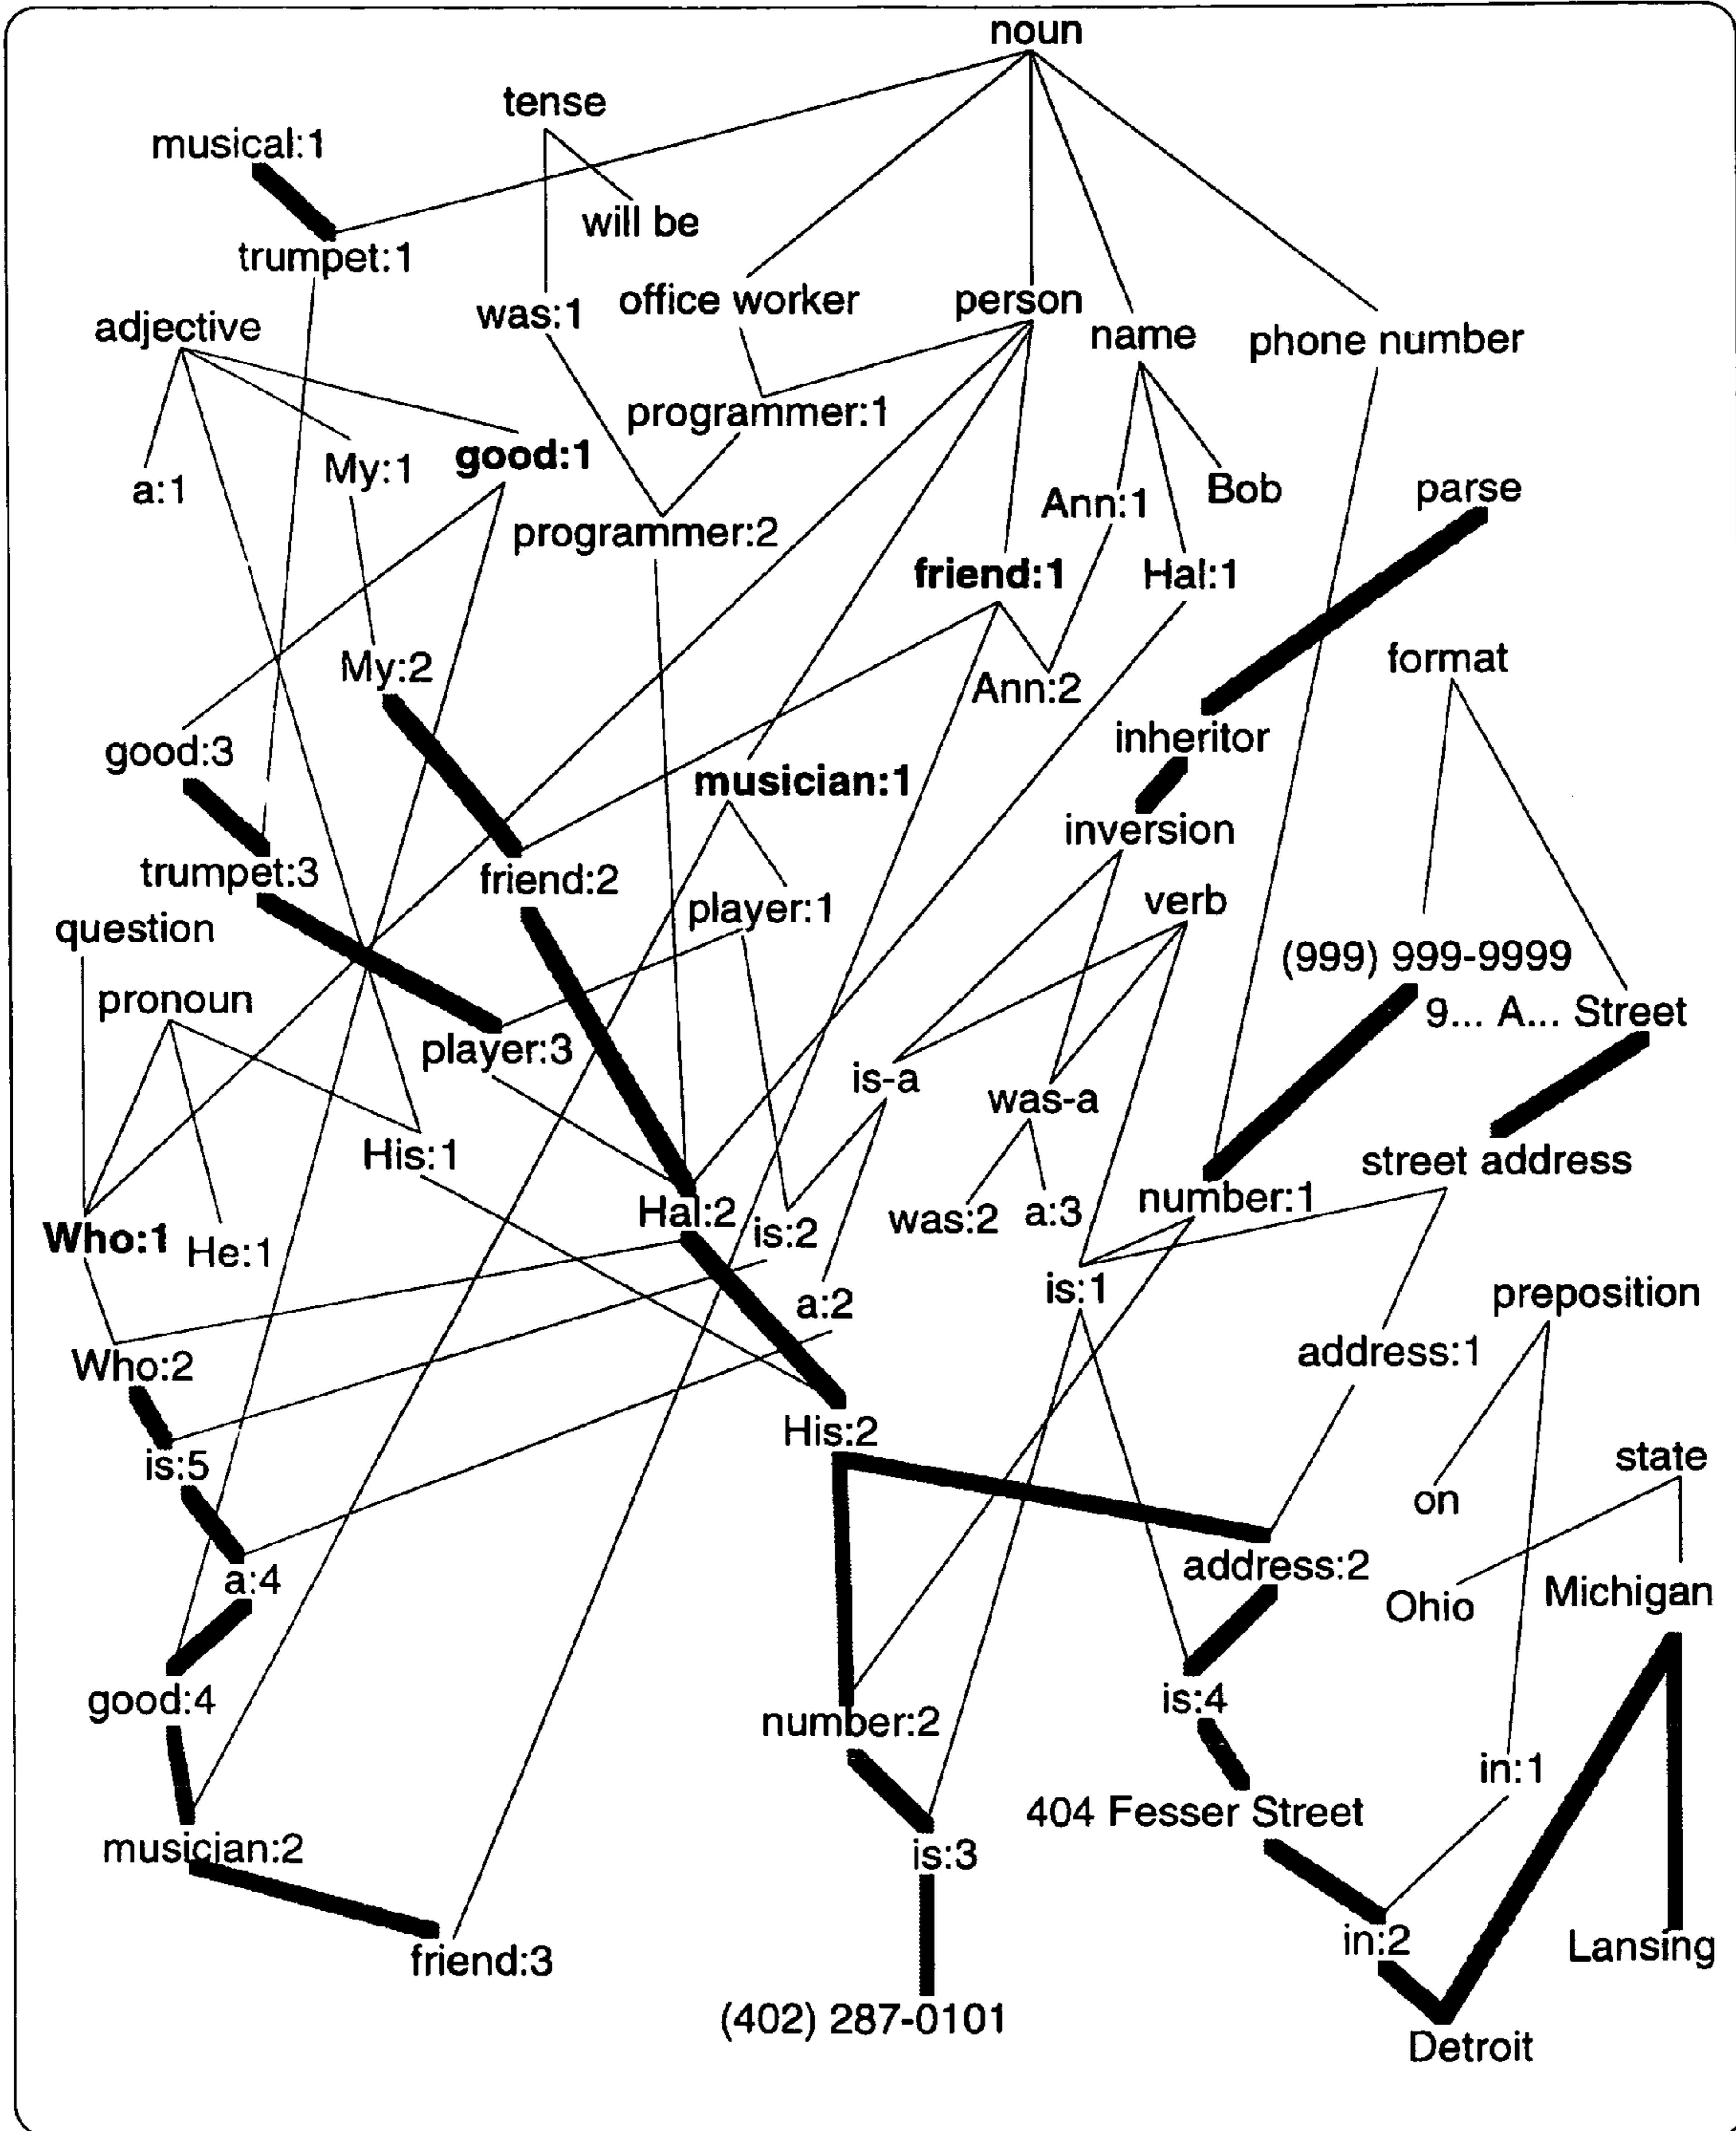 noun
tense
musical:1
will be
trumpet:1
office worker
person
was:1
adjective
name
phone number
programmer:1
good:1
My:1
a:1
Bob
parse
Ann:1
programmer:2
friend:1
Hal:1
format
My:2
Ann:2
inheritor
good:3
musician:1
inversion
trumpet:3
friend:2
player:1
verb
question
(999) 999-9999
pronoun
9... A... Street
player:3
is-a
was-a
His:1
street address
number:1
Hal:2
was:2
a:3
is:2
Who:1
He:1
is:1
preposition
a:2
address:1
Who:2
His:2
state
is:5
on
address:2
a:4
Michigan
Ohio
good:4
is:4
number:2
in:1
404 Fesser Street
musician:2
is:3
in:2
Lansing
friend:3
(402) 287-0101
Detroit